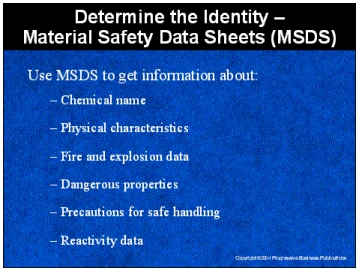 Determine the Identity –
Material Safety Data Sheets (MSDS)
Use MSDS to get information about:
– Chemical name
– Physical characteristics
– Fire and explosion data
– Dangerous properties
– Precautions for safe handling
– Reactivity data
Copyright ©2004 Progressive Business Publications